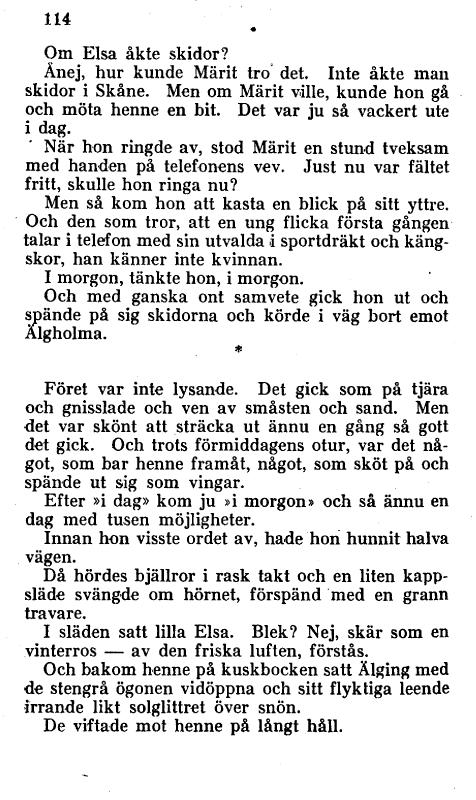 114
Om Elsa åkte skidor?
Ånej, hur kunde Märit tro det. Inte åkte man
skidor i Skåne. Men om Märit ville, kunde hon gå
och möta henne en bit. Det var ju så vackert ute
i dag.
När hon ringde av, stod Märit en stund tveksam
med handen på telefonens vev. Just nu var fältet
fritt, skulle hon ringa nu?
Men så kom hon att kasta en blick på sitt yttre.
Och den som tror, att en ung flicka första gången
talar i telefon med sin utvalda i sportdräkt och käng-
skor, han känner inte kvinnan.
I morgon, tänkte hon, i morgon.
Och med ganska ont samvete gick hon ut och
spände på sig skidorna och körde i väg bort emot
Älgholma.
*
Föret var inte lysande. Det gick som på tjära
och gnisslade och ven av småsten och sand. Men
det var skönt att sträcka ut ännu en gång så gott
det gick. Och trots förmiddagens otur, var det nå-
got, som bar henne framåt, något, som sköt på och
spände ut sig som vingar.
Efter »i dag» kom ju »i morgon» och så ännu en
dag med tusen möjligheter.
Innan hon visste ordet av, hade hon hunnit halva
vägen.
Då hördes bjällror i rask takt och en liten kapp-
släde svängde om hörnet, förspänd med en grann
travare.
I släden satt lilla Elsa. Blek? Nej, skär som en
vinterros — av den friska luften, förstås.
Och bakom henne på kuskbocken satt Älging med
de stengrå ögonen vidöppna och sitt flyktiga leende
irrande likt solglittret över snön.
De viftade mot henne på långt håll.